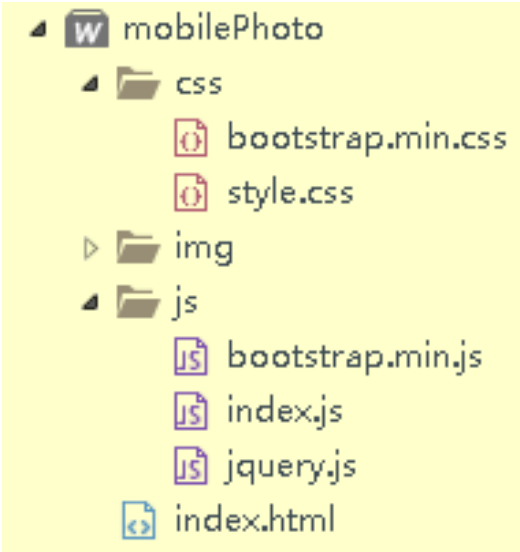 mobilePhoto
css
bootstrap.min.css
style.css
img
js
bootstrap.min.js
index.js
jquery.js
index.html